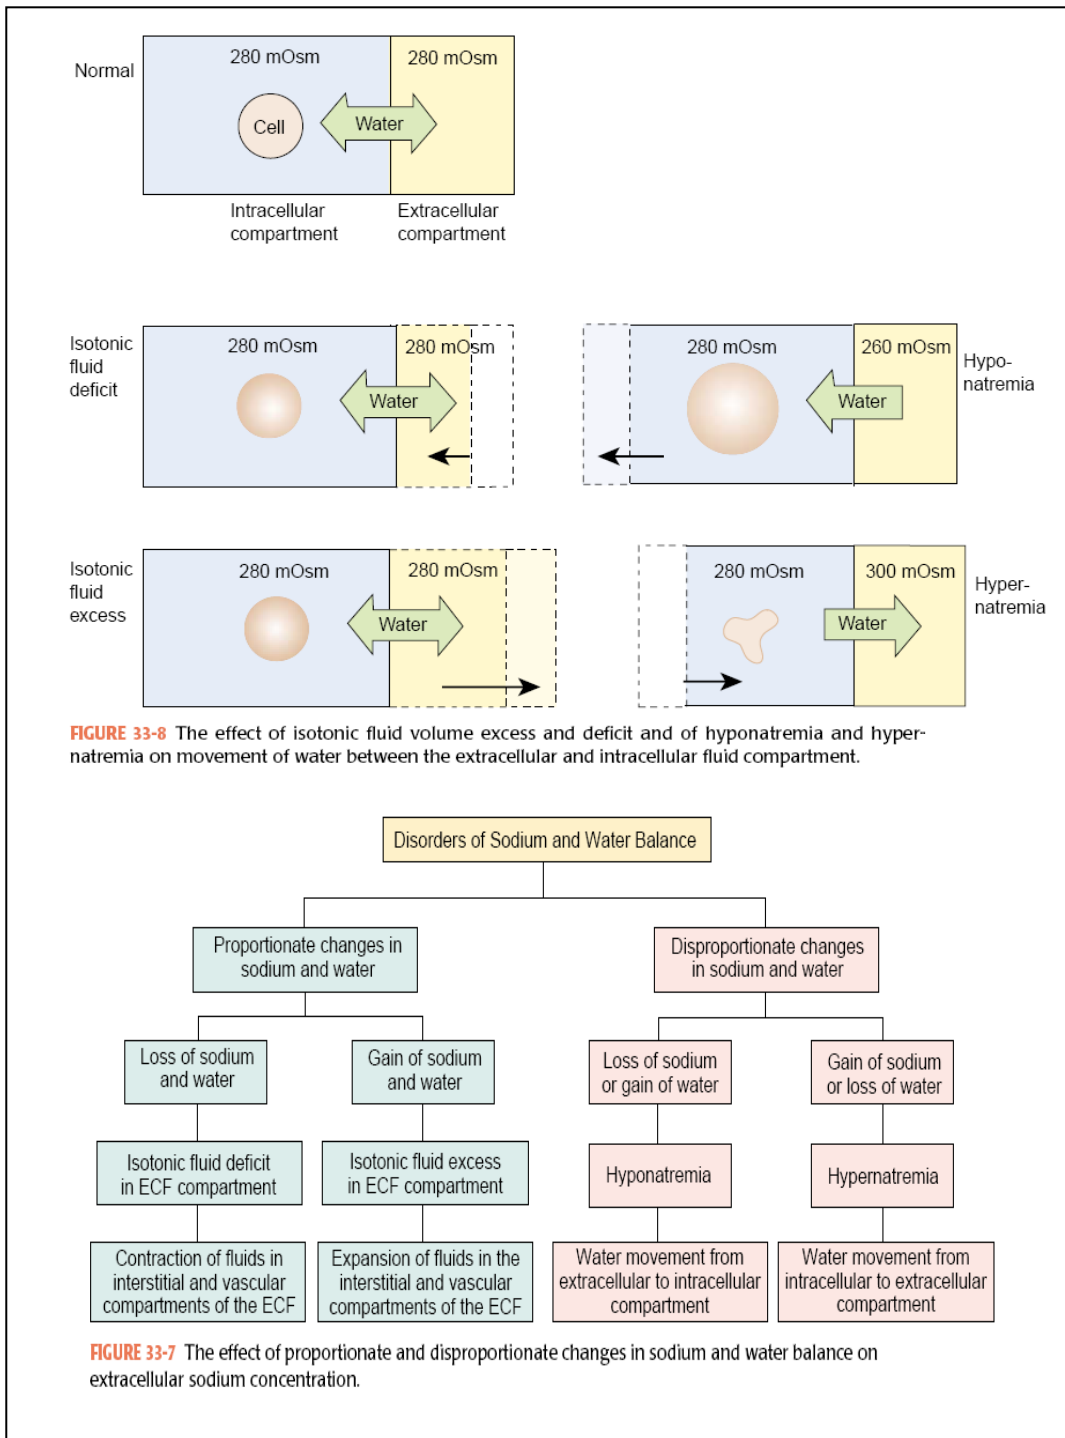 Normal
280 mOsm
280 mOsm
Cell
Water
Intracellular
compartment
Extracellular
compartment
Isotonic
fluid
deficit
280 mOsm
280 mOsm
Water
280 mOsm
260 mOsm
Water
Hypo-
natremia
Isotonic
fluid
excess
280 mOsm
280 mOsm
Water
280 mOsm
300 mOsm
Water
Hyper-
natremia
FIGURE 33-8 The effect of isotonic fluid volume excess and deficit and of hyponatremia and hyper-
natremia on movement of water between the extracellular and intracellular fluid compartment.
Disorders of Sodium and Water Balance
Proportionate changes in
sodium and water
Disproportionate changes
in sodium and water
Loss of sodium
and water
Gain of sodium
and water
Loss of sodium
or gain of water
Gain of sodium
or loss of water
Isotonic fluid deficit
in ECF compartment
Isotonic fluid excess
in ECF compartment
Hyponatremia
Hypernatremia
Contraction of fluids in
interstitial and vascular
compartments of the ECF
Expansion of fluids in the
interstitial and vascular
compartments of the ECF
Water movement from
extracellular to intracellular
compartment
Water movement from
intracellular to extracellular
compartment
FIGURE 33-7 The effect of proportionate and disproportionate changes in sodium and water balance on
extracellular sodium concentration.